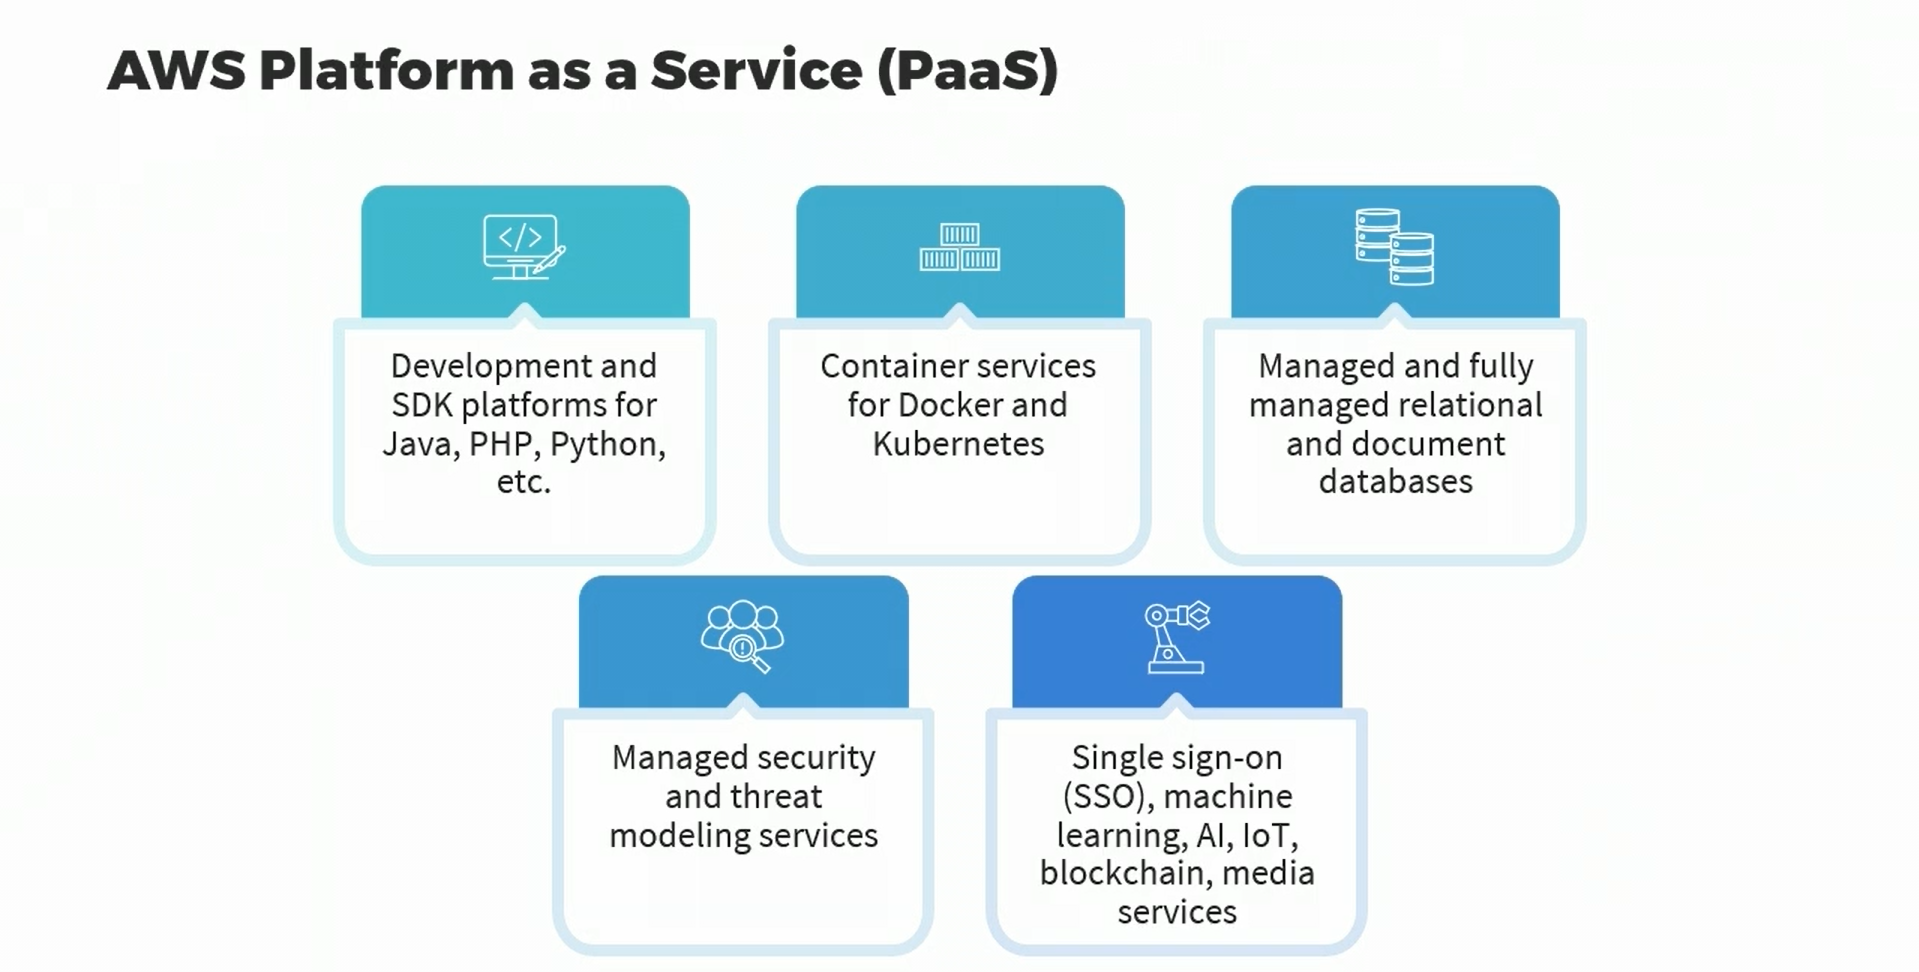 AWS Platform as a Service (PaaS)
</>
Development and
SDK platforms for
Java, PHP, Python,
etc.
Container services
for Docker and
Kubernetes
Managed and fully
managed relational
and document
databases
Managed security
and threat
modeling services
Single sign-on
(SSO), machine
learning, AI, IoT,
blockchain, media
services